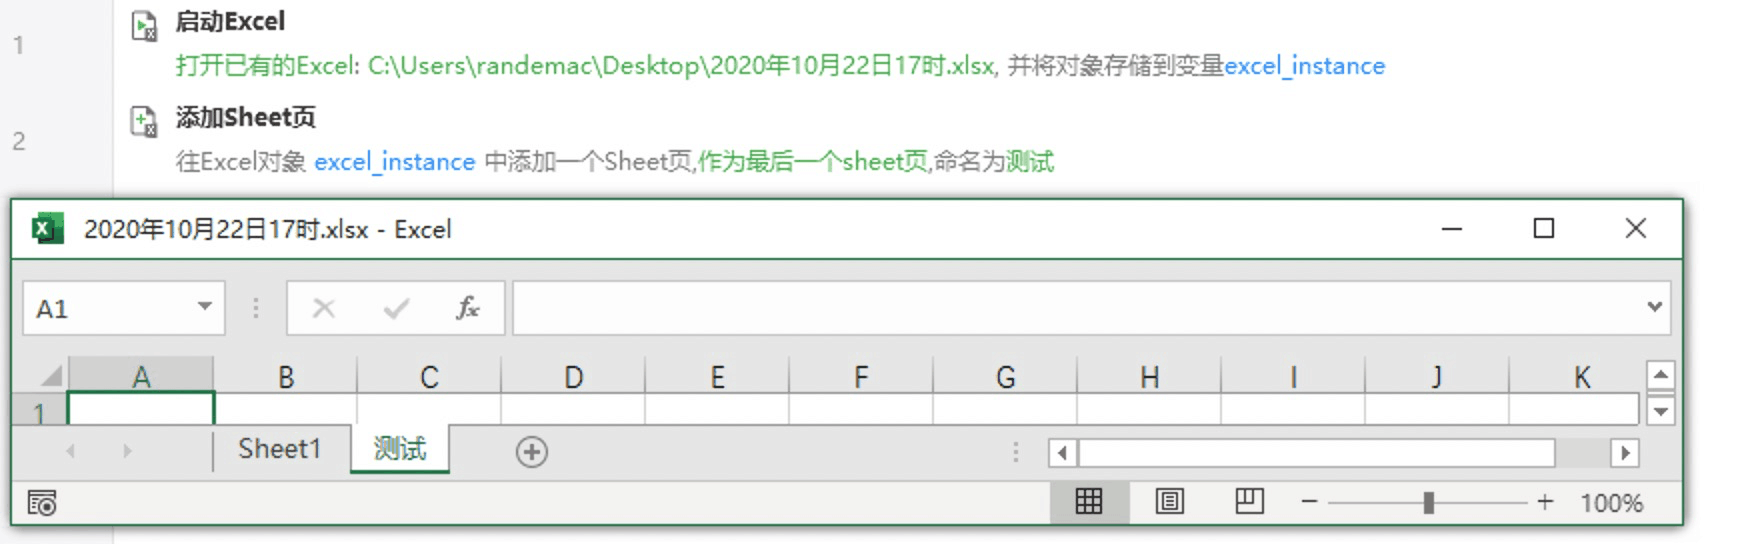 1
启动Excel
打开已有的Excel: C:\Users\randemac\Desktop\2020年10月22日17时.xlsx, 并将对象存储到变量excel_instance
2
添加Sheet页
往Excel对象 excel_instance 中添加一个Sheet页,作为最后一个sheet页,命名为测试
2020年10月22日17时.xlsx - Excel
A1 fx
A B C D E F G H I J K
1
Sheet1 测试
100%